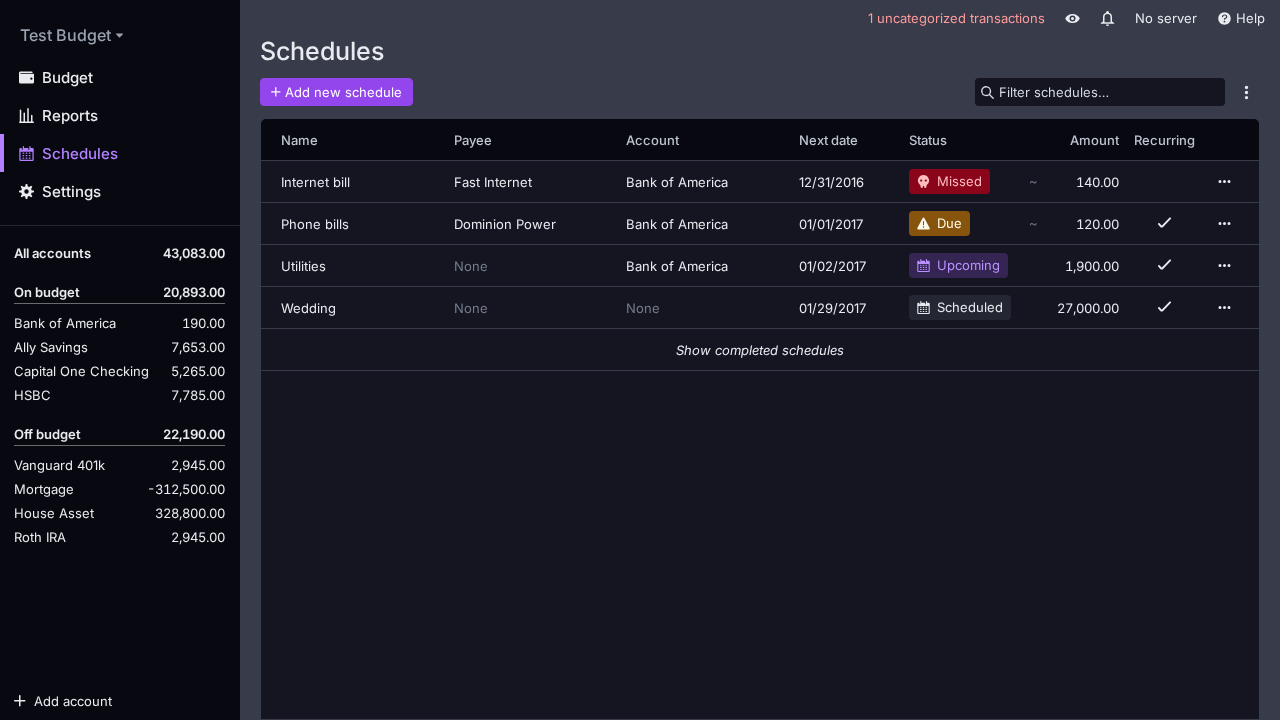 Test Budget
Budget
Reports
Schedules
Settings
All accounts 43,083.00
On budget 20,893.00
Bank of America 190.00
Ally Savings 7,653.00
Capital One Checking 5,265.00
HSBC 7,785.00
Off budget 22,190.00
Vanguard 401k 2,945.00
Mortgage -312,500.00
House Asset 328,800.00
Roth IRA 2,945.00
Add account
1 uncategorized transactions No server Help
Schedules
Add new schedule
Filter schedules...
Name Payee Account Next date Status Amount Recurring
Internet bill Fast Internet Bank of America 12/31/2016 Missed ~ 140.00
Phone bills Dominion Power Bank of America 01/01/2017 Due ~ 120.00
Utilities None Bank of America 01/02/2017 Upcoming 1,900.00
Wedding None None 01/29/2017 Scheduled 27,000.00
Show completed schedules